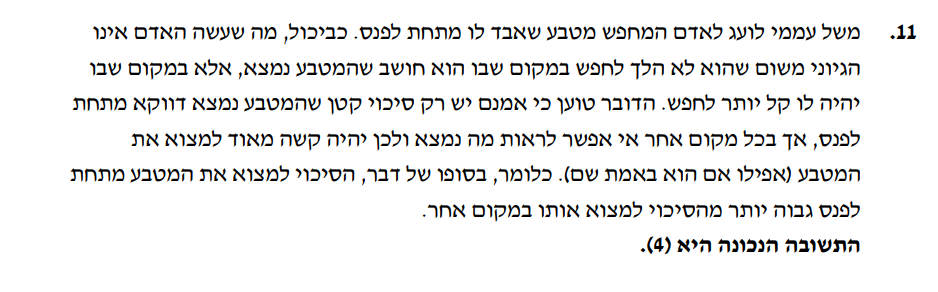 11. משל עממי לועג לאדם המחפש מטבע שאבד לו מתחת לפנס. כביכול, מה שעשה האדם אינו
הגיוני משום שהוא לא הלך לחפש במקום שבו הוא חושב שהמטבע נמצא, אלא במקום שבו
יהיה לו קל יותר לחפש. הדובר טוען כי אמנם יש רק סיכוי קטן שהמטבע נמצא דווקא מתחת
לפנס, אך בכל מקום אחר אי אפשר לראות מה נמצא ולכן יהיה קשה מאוד למצוא את
המטבע (אפילו אם הוא באמת שם). כלומר, בסופו של דבר, הסיכוי למצוא את המטבע מתחת
לפנס גבוה יותר מהסיכוי למצוא אותו במקום אחר.
התשובה הנכונה היא (4).